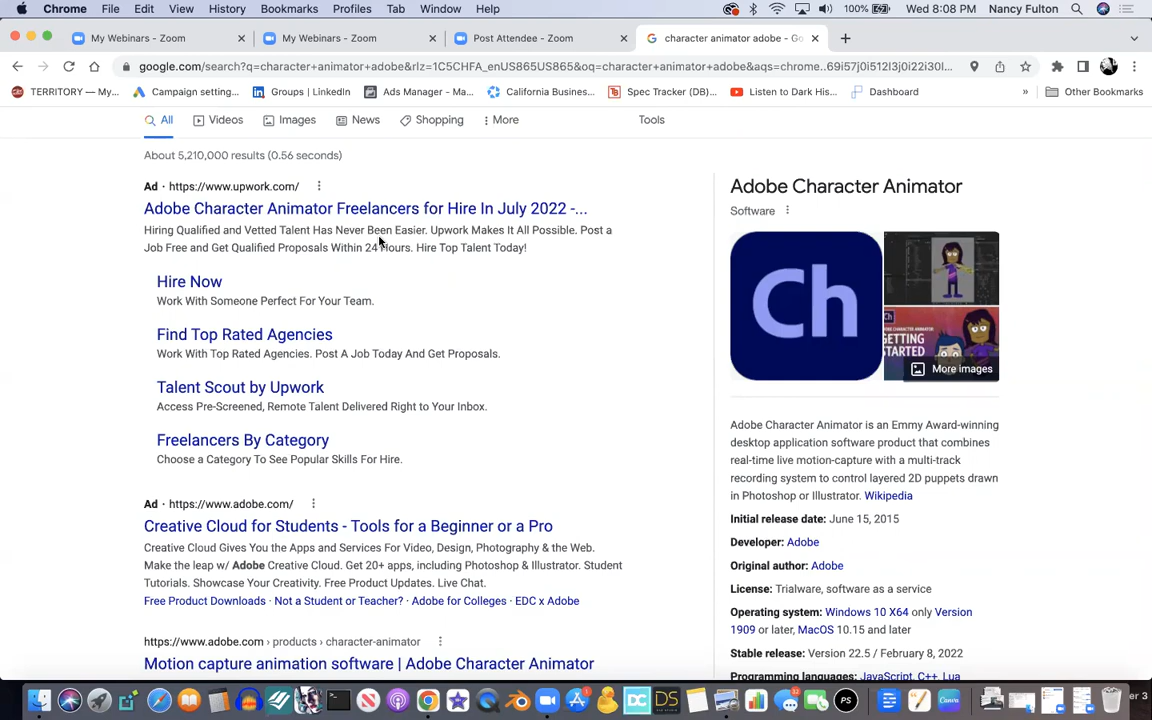 Chrome File Edit View History Bookmarks Profiles Tab Window Help 100% Wed 8:08 PM Nancy Fulton
My Webinars - Zoom My Webinars - Zoom Post Attendee - Zoom character animator adobe - Go
google.com/search?q=character+animator+adobe&rlz=1C5CHFA_enUS865US865&oq=character+animator+adobe&aqs=chrome..69i57j0i512l3j0i22i30l...
TERRITORY — My... Campaign setting... Groups | LinkedIn Ads Manager - Ma... California Busines... Spec Tracker (DB)... Listen to Dark His... Dashboard » Other Bookmarks
All Videos Images News Shopping More Tools
About 5,210,000 results (0.56 seconds)
Ad · https://www.upwork.com/
Adobe Character Animator Freelancers for Hire In July 2022 -...
Hiring Qualified and Vetted Talent Has Never Been Easier. Upwork Makes It All Possible. Post a
Job Free and Get Qualified Proposals Within 24 Hours. Hire Top Talent Today!
Hire Now
Work With Someone Perfect For Your Team.
Find Top Rated Agencies
Work With Top Rated Agencies. Post A Job Today And Get Proposals.
Talent Scout by Upwork
Access Pre-Screened, Remote Talent Delivered Right to Your Inbox.
Freelancers By Category
Choose a Category To See Popular Skills For Hire.
Ad · https://www.adobe.com/
Creative Cloud for Students - Tools for a Beginner or a Pro
Creative Cloud Gives You the Apps and Services For Video, Design, Photography & the Web.
Make the leap w/ Adobe Creative Cloud. Get 20+ apps, including Photoshop & Illustrator. Student
Tutorials. Showcase Your Creativity. Free Product Updates. Live Chat.
Free Product Downloads · Not a Student or Teacher? · Adobe for Colleges · EDC x Adobe
https://www.adobe.com › products › character-animator
Motion capture animation software | Adobe Character Animator
Adobe Character Animator
Software
Ch
GETTING
STARTED
More images
Adobe Character Animator is an Emmy Award-winning
desktop application software product that combines
real-time live motion-capture with a multi-track
recording system to control layered 2D puppets drawn
in Photoshop or Illustrator. Wikipedia
Initial release date: June 15, 2015
Developer: Adobe
Original author: Adobe
License: Trialware, software as a service
Operating system: Windows 10 X64 only Version
1909 or later, MacOS 10.15 and later
Stable release: Version 22.5 / February 8, 2022
Programming languages: JavaScript, C++, Lua
DC DS PS Canva er 3